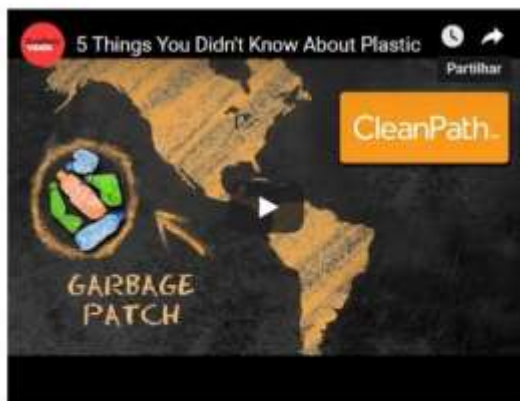 5 Things You Didn't Know About Plastic
Partilhar
CleanPath
GARBAGE
PATCH